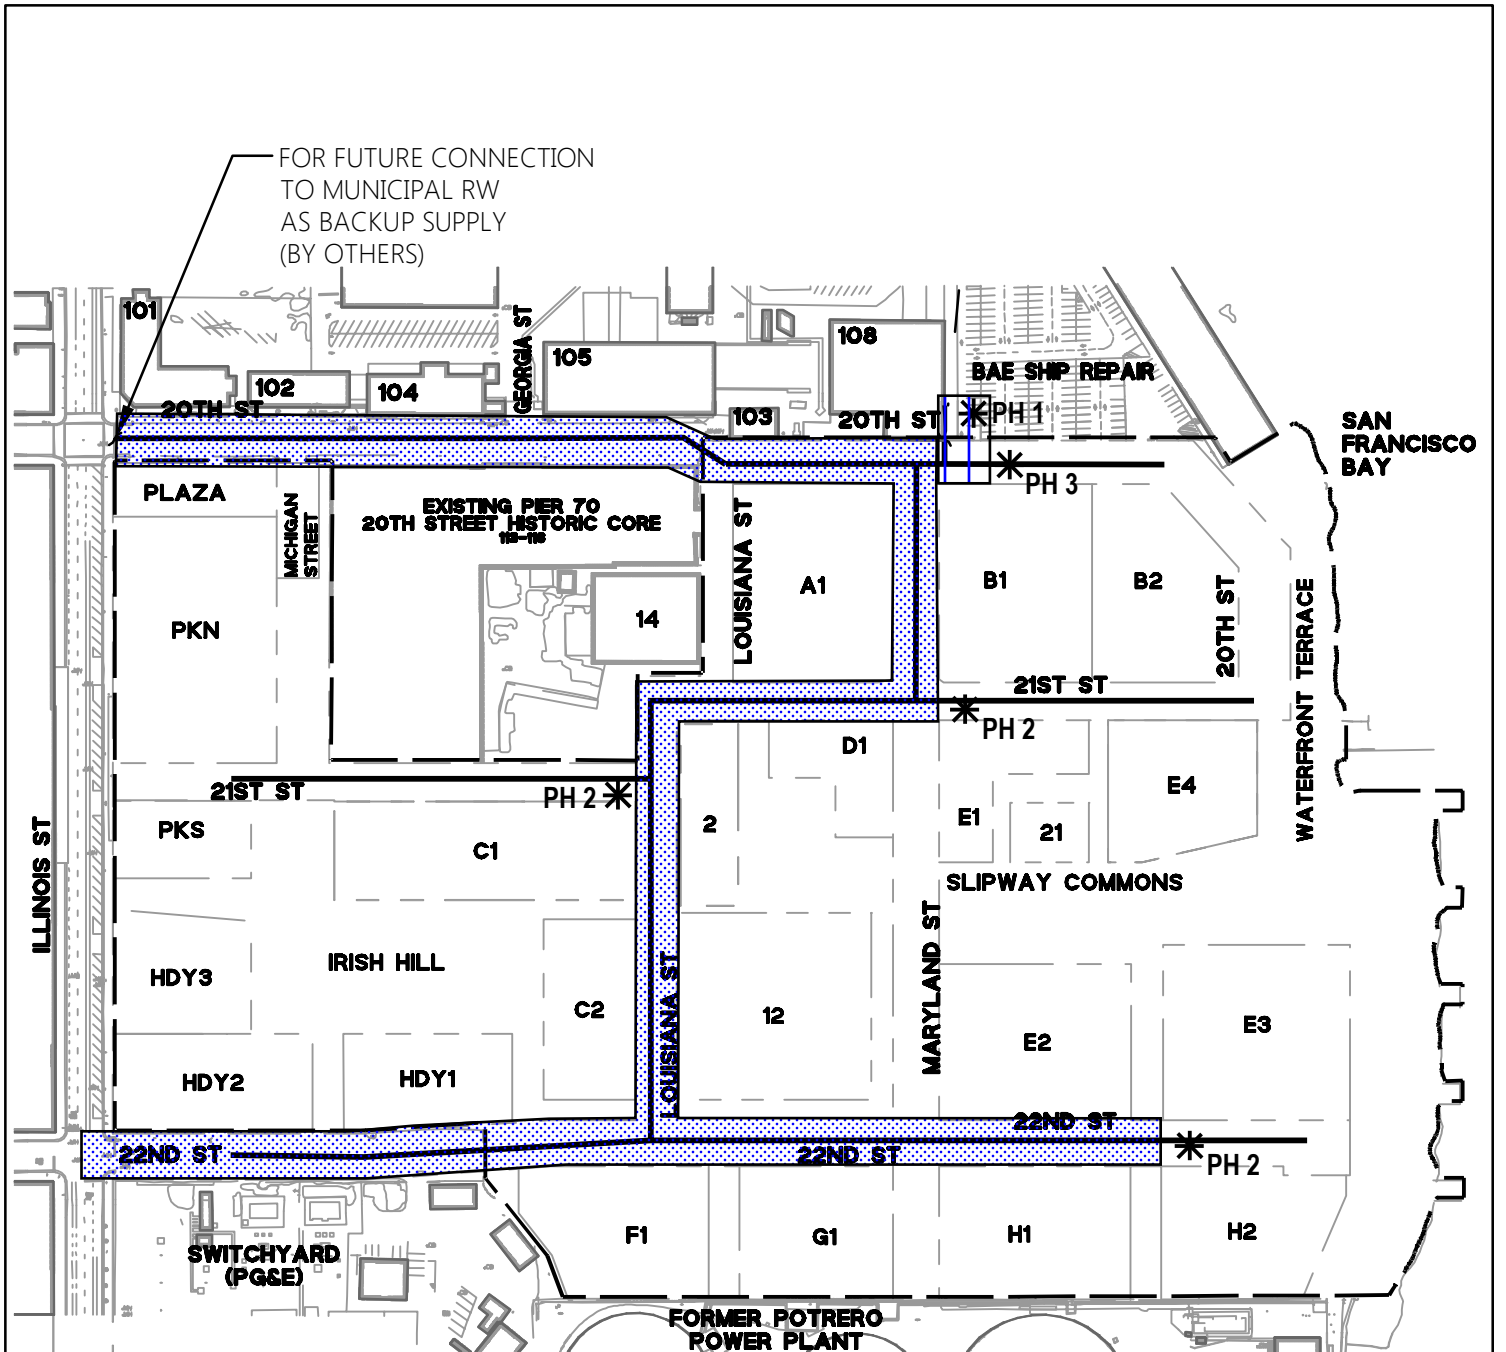 FOR FUTURE CONNECTION
TO MUNICIPAL RW
AS BACKUP SUPPLY
(BY OTHERS)
101
102
104
GEORGIA ST
105
103
108
BAE SHIP REPAIR
20TH ST
20TH ST
PH 1
PH 3
SAN
FRANCISCO
BAY
PLAZA
MICHIGAN
STREET
EXISTING PIER 70
20TH STREET HISTORIC CORE
113-116
LOUISIANA ST
A1
B1
B2
20TH ST
WATERFRONT TERRACE
PKN
14
21ST ST
PH 2
D1
21ST ST
PH 2
PKS
C1
2
E1
21
E4
SLIPWAY COMMONS
ILLINOIS ST
HDY3
IRISH HILL
C2
LOUISIANA ST
12
MARYLAND ST
E2
E3
HDY2
HDY1
22ND ST
22ND ST
22ND ST
PH 2
F1
G1
H1
H2
SWITCHYARD
(PG&E)
FORMER POTRERO
POWER PLANT